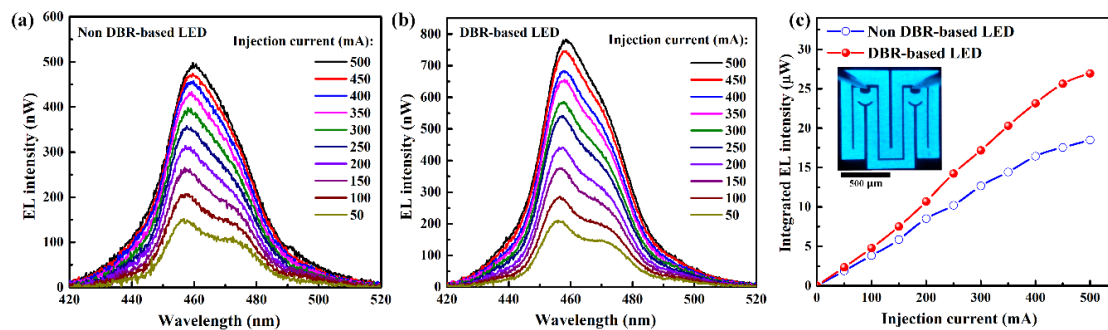 (a)
Non DBR-based LED
Injection current (mA):
500
450
400
350
300
250
200
150
100
50
EL intensity (nW)
600
500
400
300
200
100
0
420 440 460 480 500 520
Wavelength (nm)
(b)
DBR-based LED
Injection current (mA):
500
450
400
350
300
250
200
150
100
50
EL intensity (nW)
800
700
600
500
400
300
200
100
0
420 440 460 480 500 520
Wavelength (nm)
(c)
Non DBR-based LED
DBR-based LED
500 μm
Integrated EL intensity (μW)
35
30
25
20
15
10
5
0
0 100 200 300 400 500
Injection current (mA)